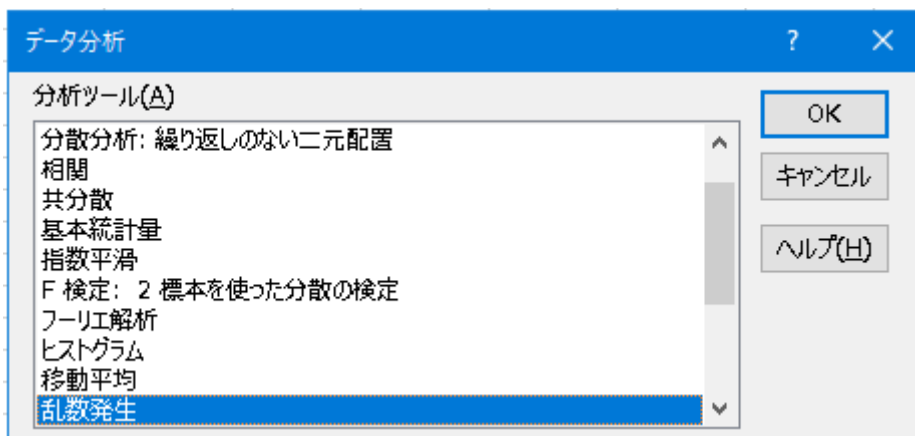 データ分析
分析ツール(A)
分散分析: 繰り返しのない二元配置
相関
共分散
基本統計量
指数平滑
F 検定: 2 標本を使った分散の検定
フーリエ解析
ヒストグラム
移動平均
乱数発生
OK
キャンセル
ヘルプ(H)